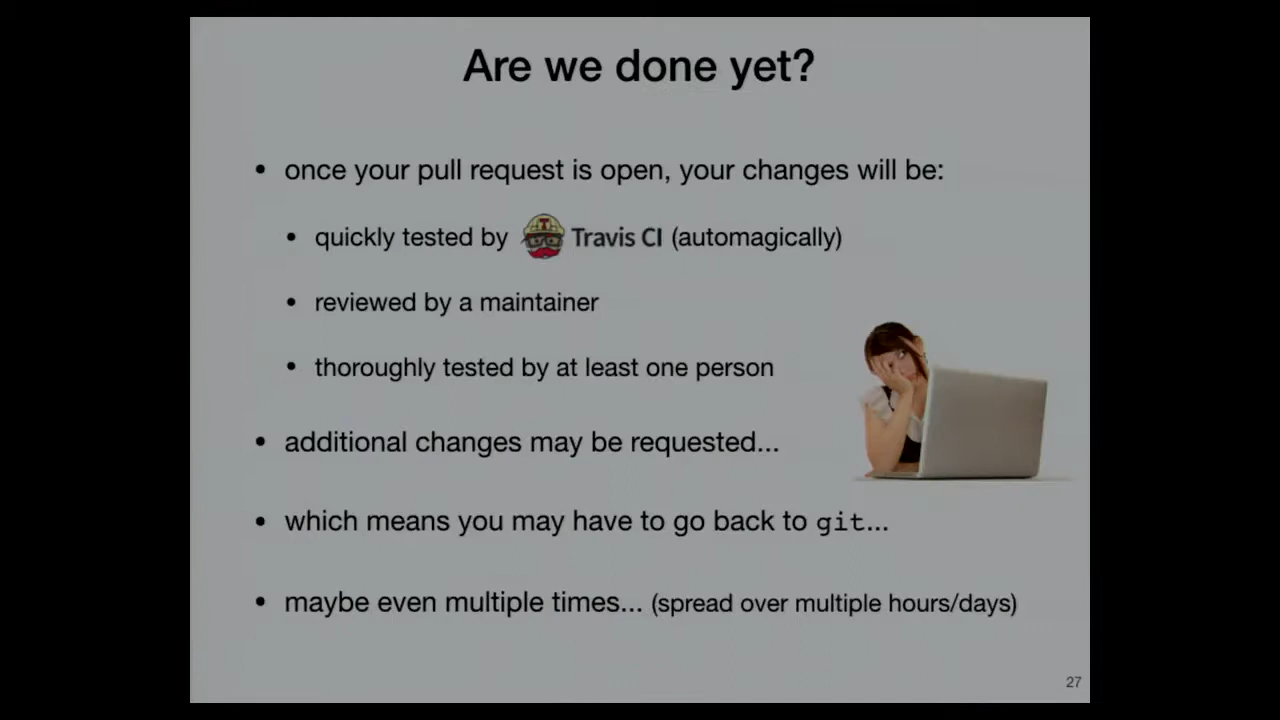 Are we done yet?
• once your pull request is open, your changes will be:
• quickly tested by Travis CI (automagically)
• reviewed by a maintainer
• thoroughly tested by at least one person
• additional changes may be requested...
• which means you may have to go back to git...
• maybe even multiple times... (spread over multiple hours/days)
27